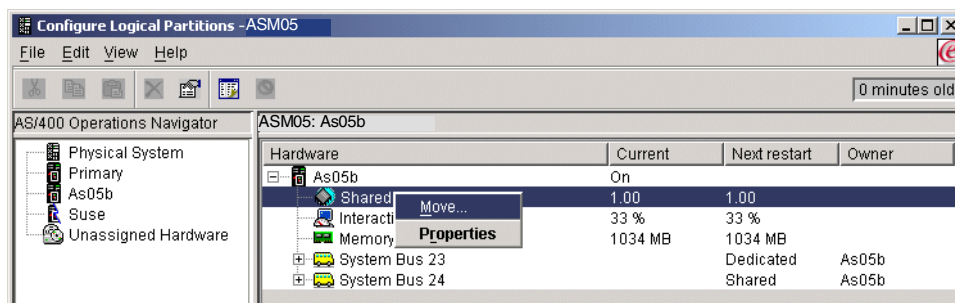 Configure Logical Partitions -ASM05
File Edit View Help
0 minutes old
AS/400 Operations Navigator
ASM05: As05b
Physical System
Primary
As05b
Suse
Unassigned Hardware
Hardware Current Next restart Owner
As05b On
Shared 1.00 1.00
Move...
Interacti 33 % 33 %
Properties
Memory 1034 MB 1034 MB
System Bus 23 Dedicated As05b
System Bus 24 Shared As05b